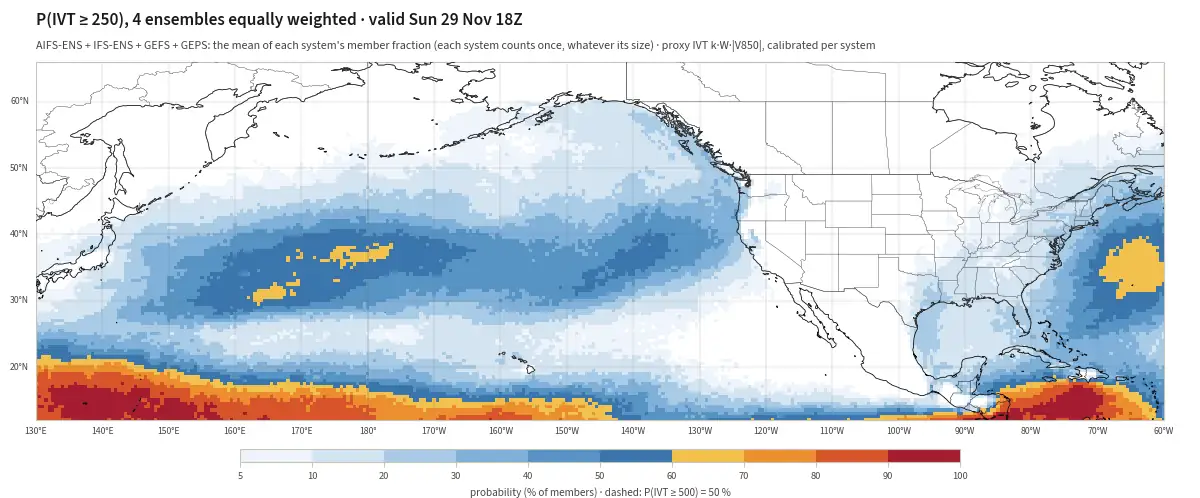 P(IVT ≥ 250), 4 ensembles equally weighted · valid Sun 29 Nov 18Z
AIFS-ENS + IFS-ENS + GEFS + GEPS: the mean of each system's member fraction (each system counts once, whatever its size) · proxy IVT k·W·|V850|, calibrated per system
60°N
50°N
40°N
30°N
20°N
130°E 140°E 150°E 160°E 170°E 180° 170°W 160°W 150°W 140°W 130°W 120°W 110°W 100°W 90°W 80°W 70°W 60°W
5 10 20 30 40 50 60 70 80 90 100
probability (% of members) · dashed: P(IVT ≥ 500) = 50 %